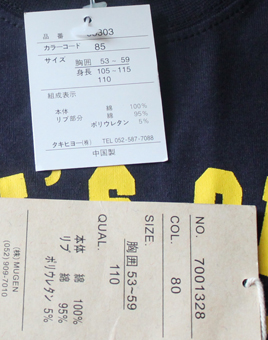 品番 303
カラーコード 85
サイズ 胸囲 53 ~ 59
身長 105~115
110
組成表示
本体 綿 100%
リブ部分 綿 95%
ポリウレタン 5%
タキヒヨー(有) TEL 052-587-7088
中国製
NO. 7001328
COL. 80
SIZE.
胸囲 53~59
110
QUAL.
本体 綿 100%
リブ 綿 95%
ポリウレタン 5%
(株) MUGEN
(052) 909-7010